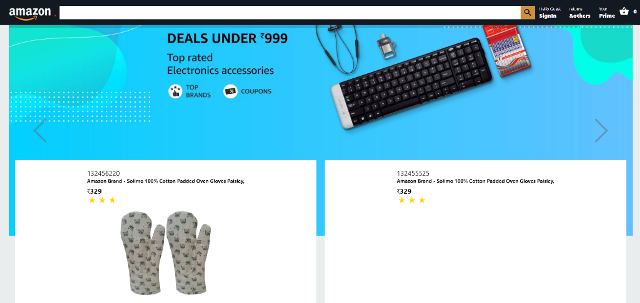 amazon
Hello Guest
SignIn
Returns
&others
Your
Prime
0
DEALS UNDER ₹999
Top rated
Electronics accessories
TOP
BRANDS
COUPONS
132456220
Amazon Brand - Solimo 100% Cotton Padded Oven Gloves Paisley,
₹329
132455525
Amazon Brand - Solimo 100% Cotton Padded Oven Gloves Paisley,
₹329